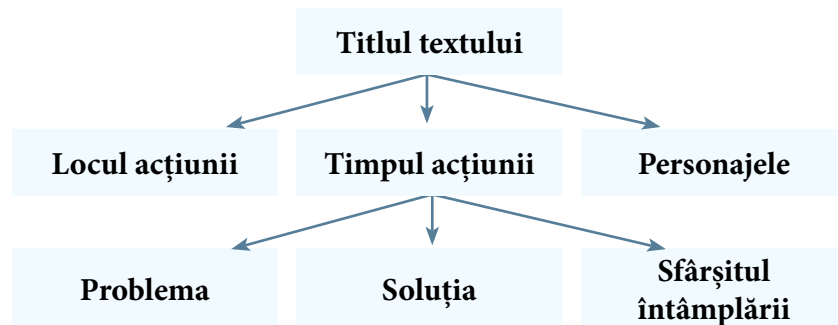 Titlul textului
Locul acțiunii
Timpul acțiunii
Personajele
Problema
Soluția
Sfârșitul
întâmplării